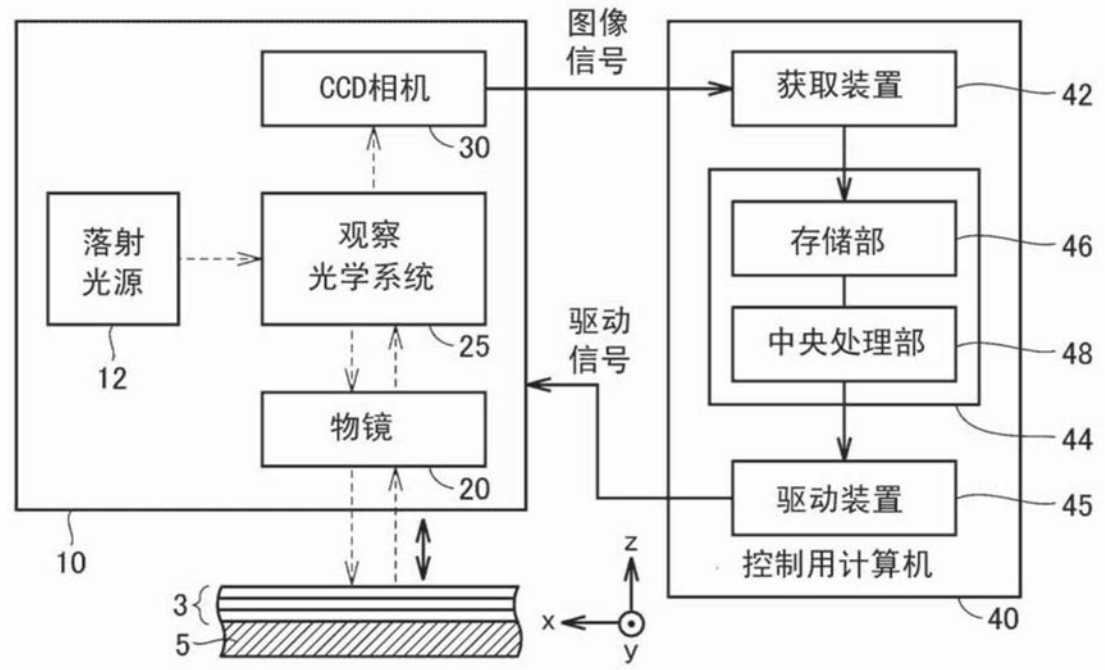 图像
信号
CCD相机
30
获取装置
42
落射
光源
12
观察
光学系统
25
存储部
46
驱动
信号
中央处理部
48
44
物镜
20
驱动装置
45
10
控制用计算机
40
3
5
z
x
y